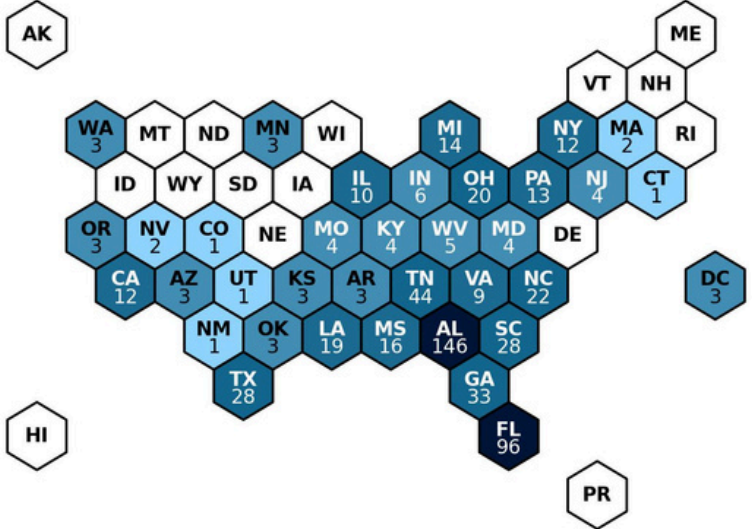 AK
ME
VT
NH
WA
3
MT
ND
MN
3
WI
MI
14
NY
12
MA
2
RI
ID
WY
SD
IA
IL
10
IN
6
OH
20
PA
13
NJ
4
CT
1
OR
3
NV
2
CO
1
NE
MO
4
KY
4
WV
5
MD
4
DE
CA
12
AZ
3
UT
1
KS
3
AR
3
TN
44
VA
9
NC
22
DC
3
NM
1
OK
3
LA
19
MS
16
AL
146
SC
28
TX
28
GA
33
HI
FL
96
PR